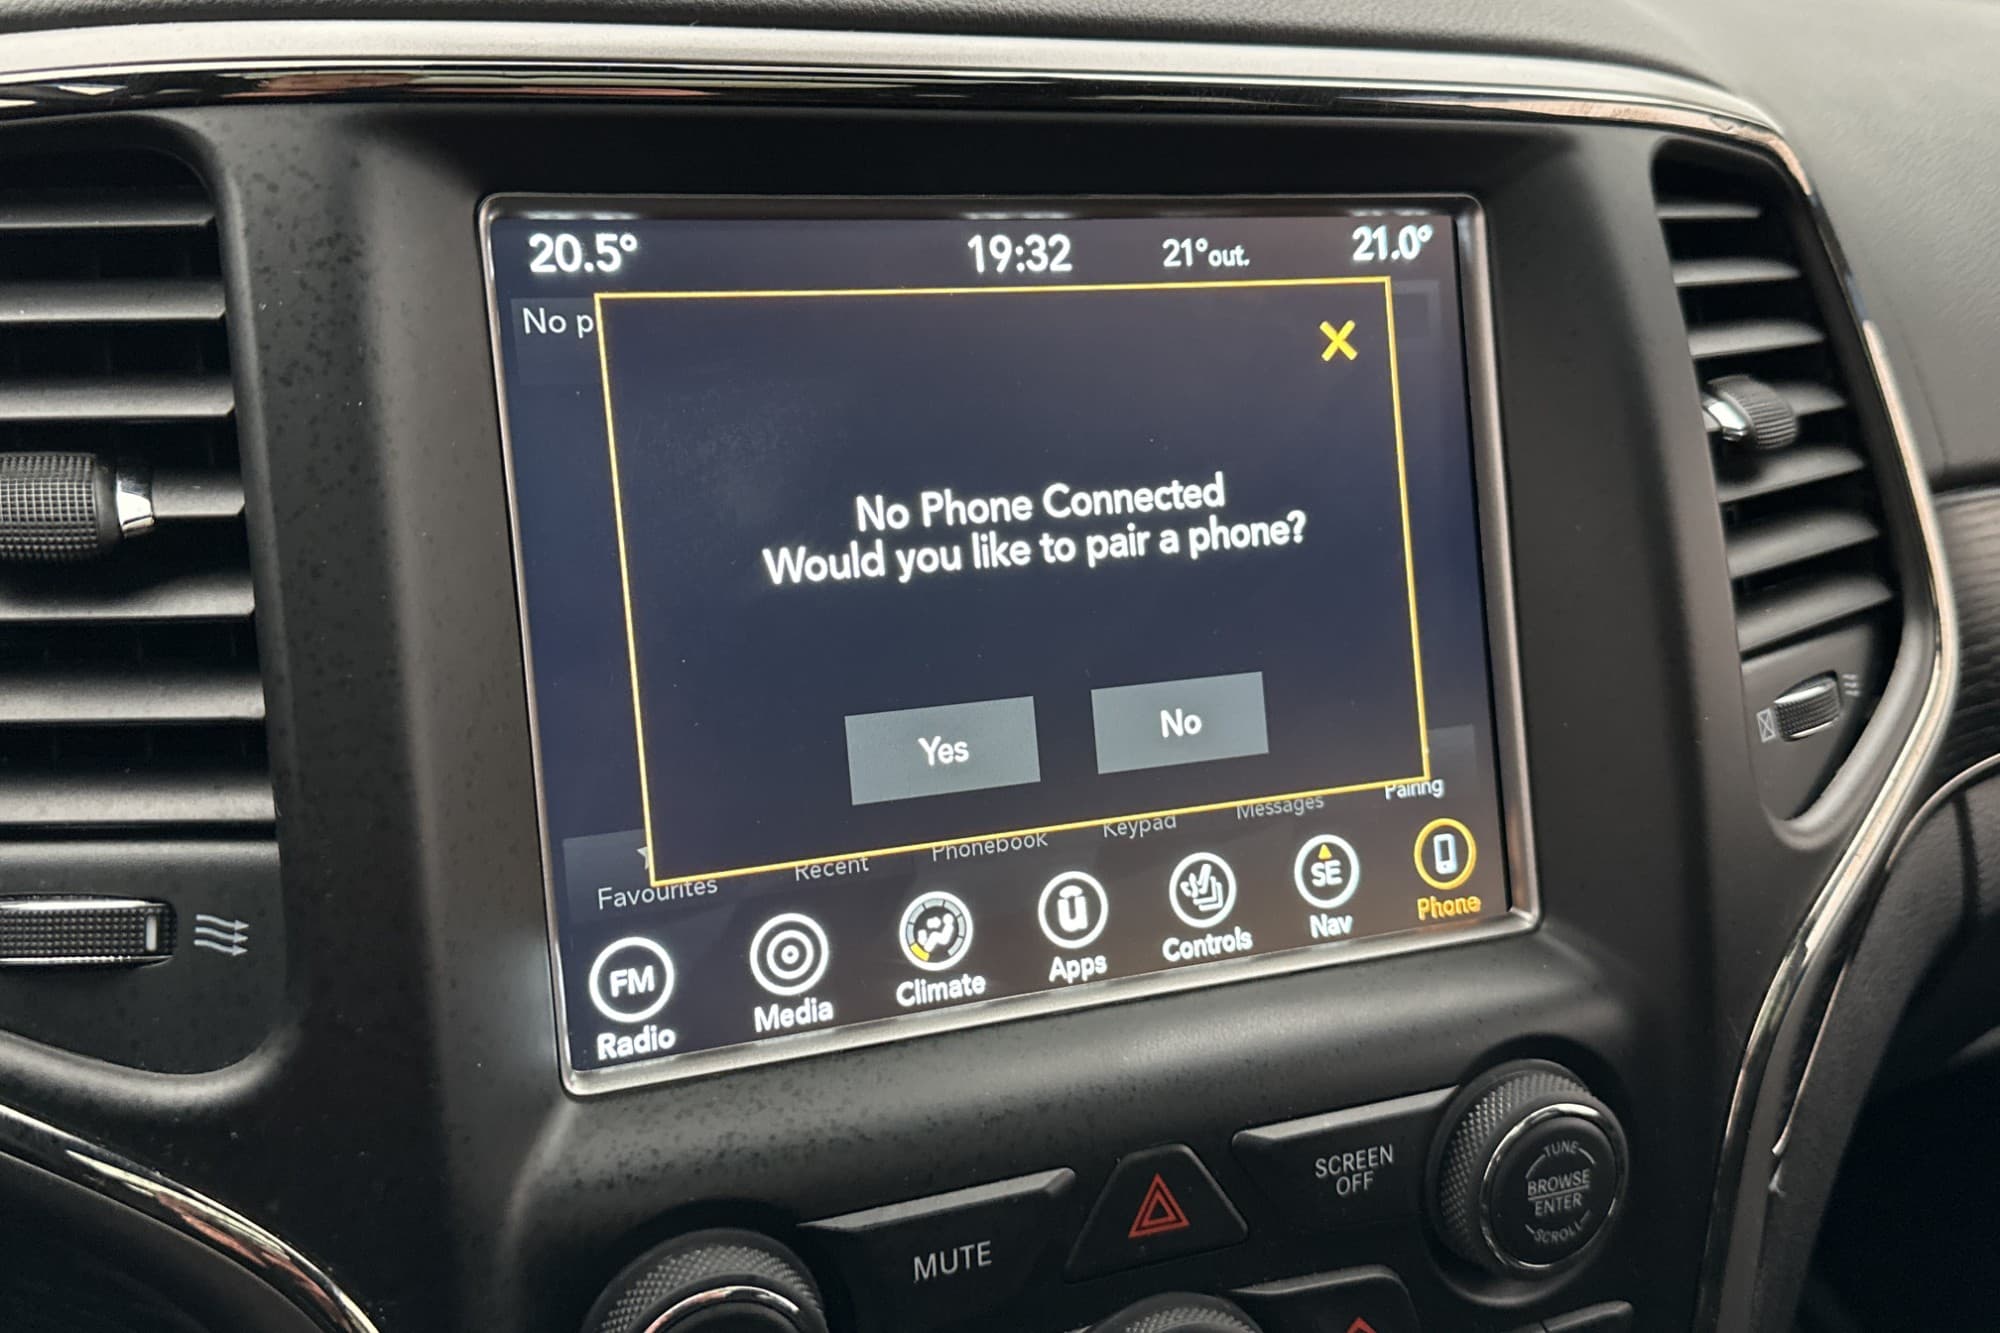 20.5° 19:32 21°out. 21.0°
No p
No Phone Connected
Would you like to pair a phone?
Yes No
Favourites Recent Phonebook Keypad Messages Pairing
FM SE
Radio Media Climate Apps Controls Nav Phone
MUTE
SCREEN
OFF
TUNE
BROWSE
ENTER
SCROLL